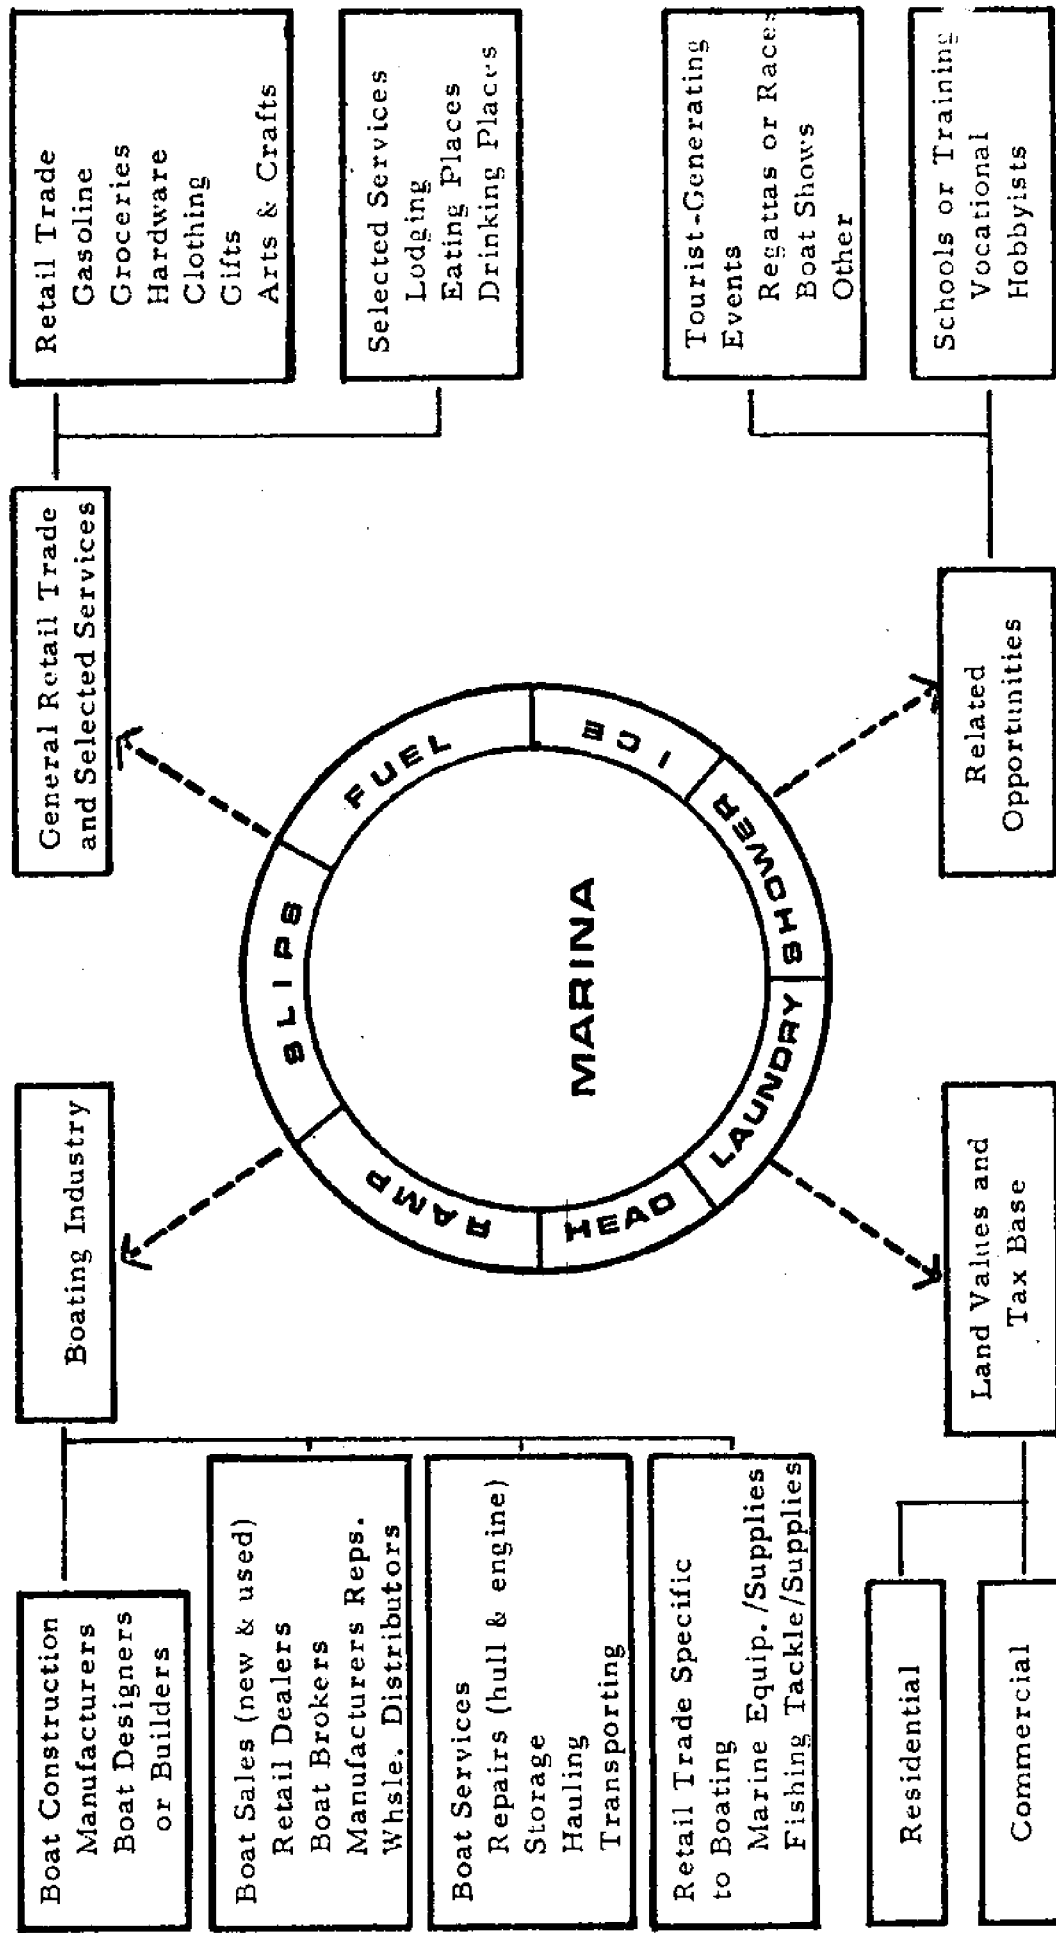 Boat Construction
Manufacturers
Boat Designers
or Builders
Boat Sales (new & used)
Retail Dealers
Boat Brokers
Manufacturers Reps.
Whsle. Distributors
Boat Services
Repairs (hull & engine)
Storage
Hauling
Transporting
Retail Trade Specific
to Boating
Marine Equip./Supplies
Fishing Tackle/Supplies
Residential
Commercial
Boating Industry
Land Values and
Tax Base
MARINA
SLIPS
FUEL
ICE
SHOWER
LAUNDRY
HEAD
RAMP
General Retail Trade
and Selected Services
Related
Opportunities
Retail Trade
Gasoline
Groceries
Hardware
Clothing
Gifts
Arts & Crafts
Selected Services
Lodging
Eating Places
Drinking Places
Tourist-Generating
Events
Regattas or Races
Boat Shows
Other
Schools or Training
Vocational
Hobbyists